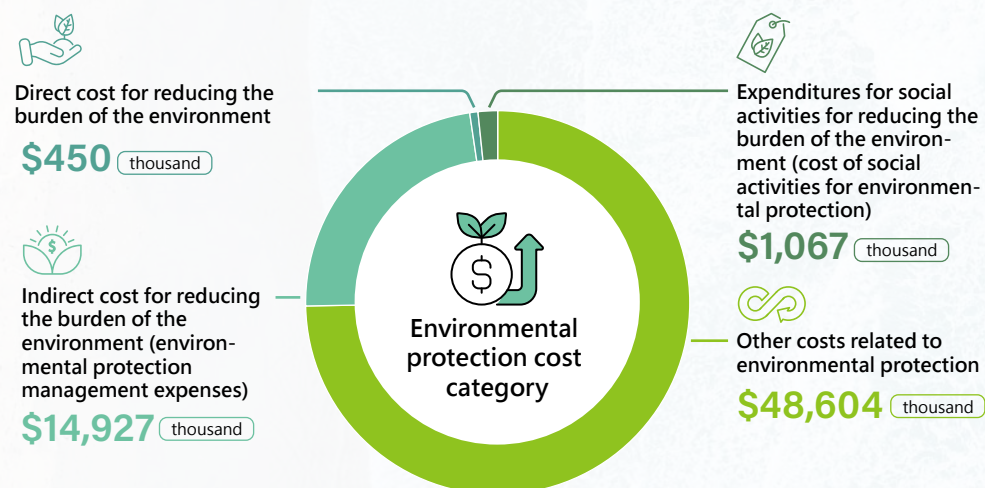 Direct cost for reducing the
burden of the environment
$450 thousand
Indirect cost for reducing
the burden of the
environment (environ-
mental protection
management expenses)
$14,927 thousand
$
Environmental
protection cost
category
Expenditures for social
activities for reducing the
burden of the environ-
ment (cost of social
activities for environmen-
tal protection)
$1,067 thousand
Other costs related to
environmental protection
$48,604 thousand